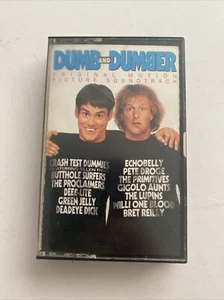 DUMB AND DUMBER
ORIGINAL MOTION
PICTURE SOUNDTRACK
CRASH TEST DUMMIES
BUTTHOLE SURFERS
THE PROCLAIMERS
DEEE-LITE
GREEN JELLY
DEADEYE DICK
ECHOBELLY
PETE DROGE
THE PRIMITIVES
GIGOLO AUNTS
THE LUPINS
WILLI ONE BLOOD
BRET REILLY